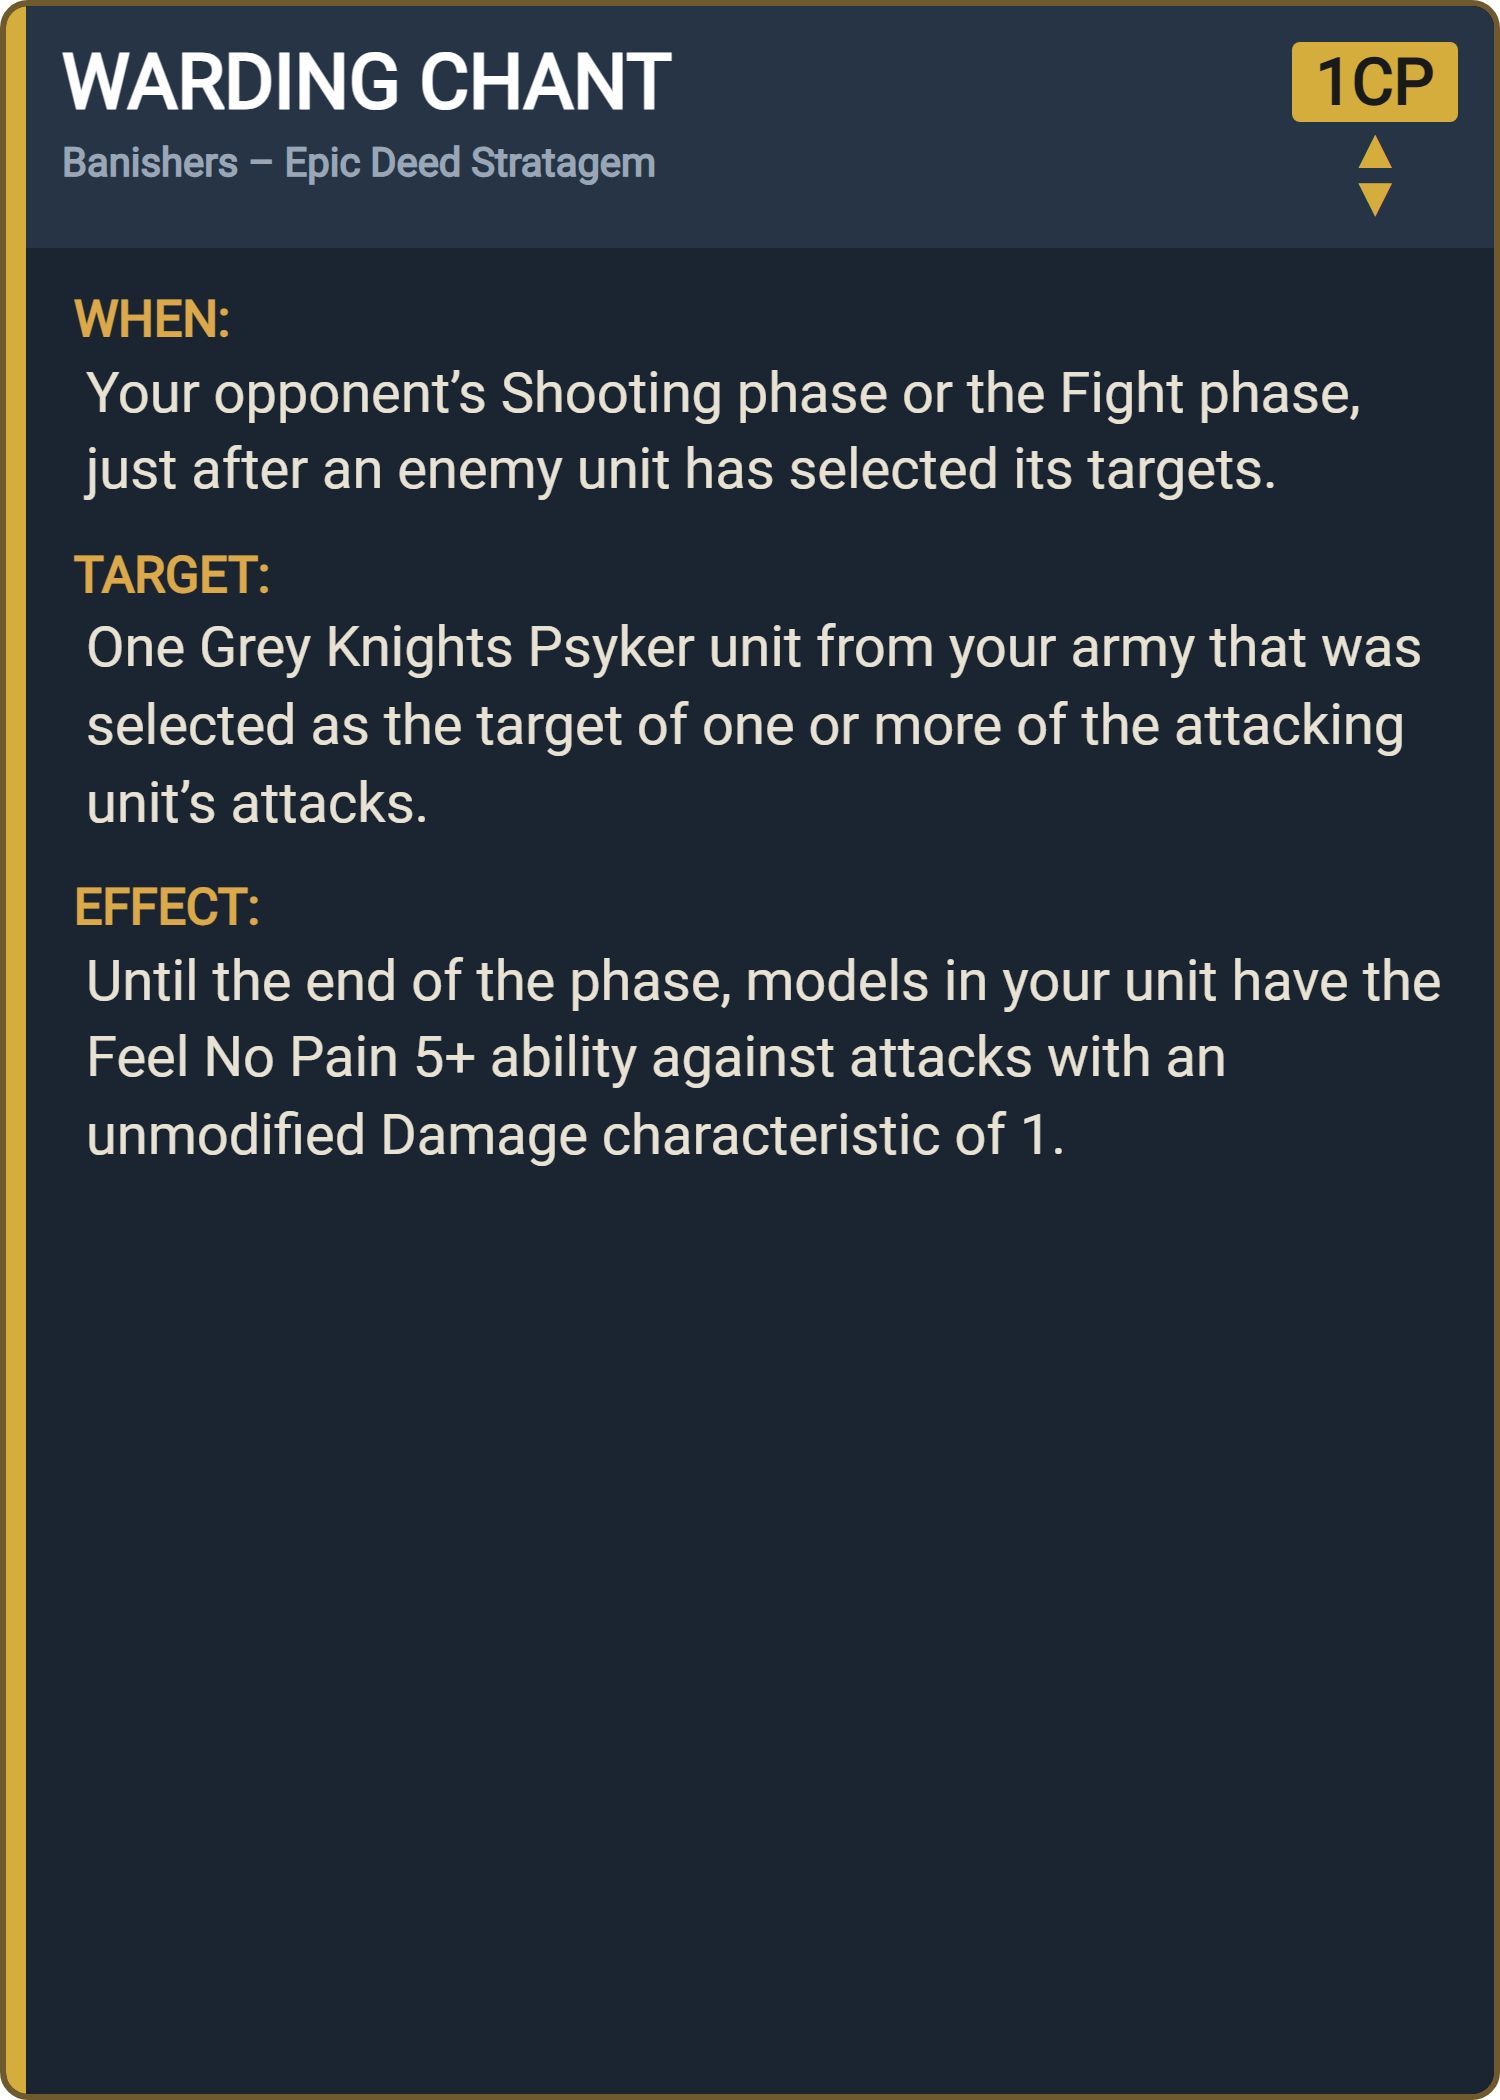 WARDING CHANT
1CP
Banishers – Epic Deed Stratagem
WHEN:
Your opponent’s Shooting phase or the Fight phase,
just after an enemy unit has selected its targets.
TARGET:
One Grey Knights Psyker unit from your army that was
selected as the target of one or more of the attacking
unit’s attacks.
EFFECT:
Until the end of the phase, models in your unit have the
Feel No Pain 5+ ability against attacks with an
unmodified Damage characteristic of 1.